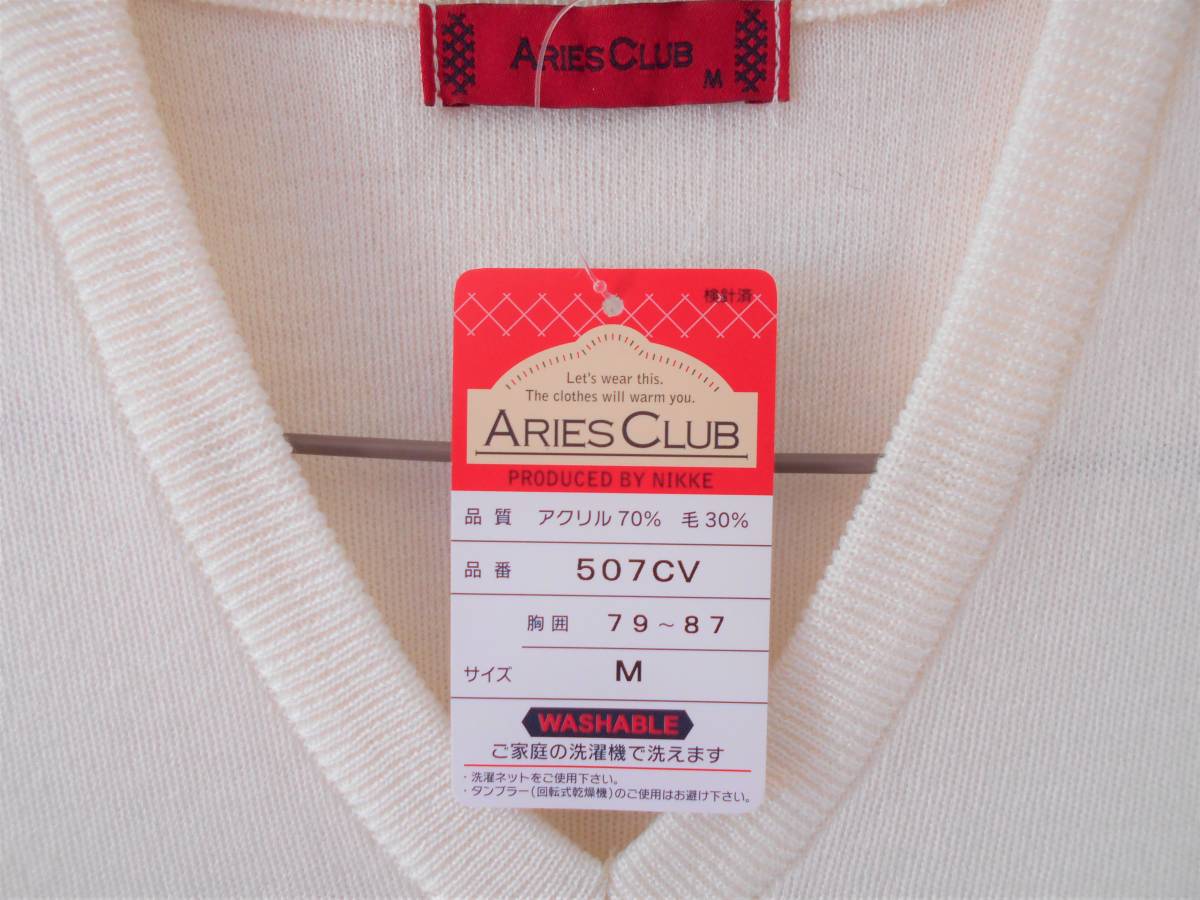 ARIES CLUB
M
検針済
Let's wear this.
The clothes will warm you.
ARIES CLUB
PRODUCED BY NIKKE
品質 アクリル70% 毛30%
品番 507CV
胸囲 79~87
サイズ M
WASHABLE
ご家庭の洗濯機で洗えます
・洗濯ネットをご使用下さい。
・タンブラー(回転式乾燥機)のご使用はお避け下さい。